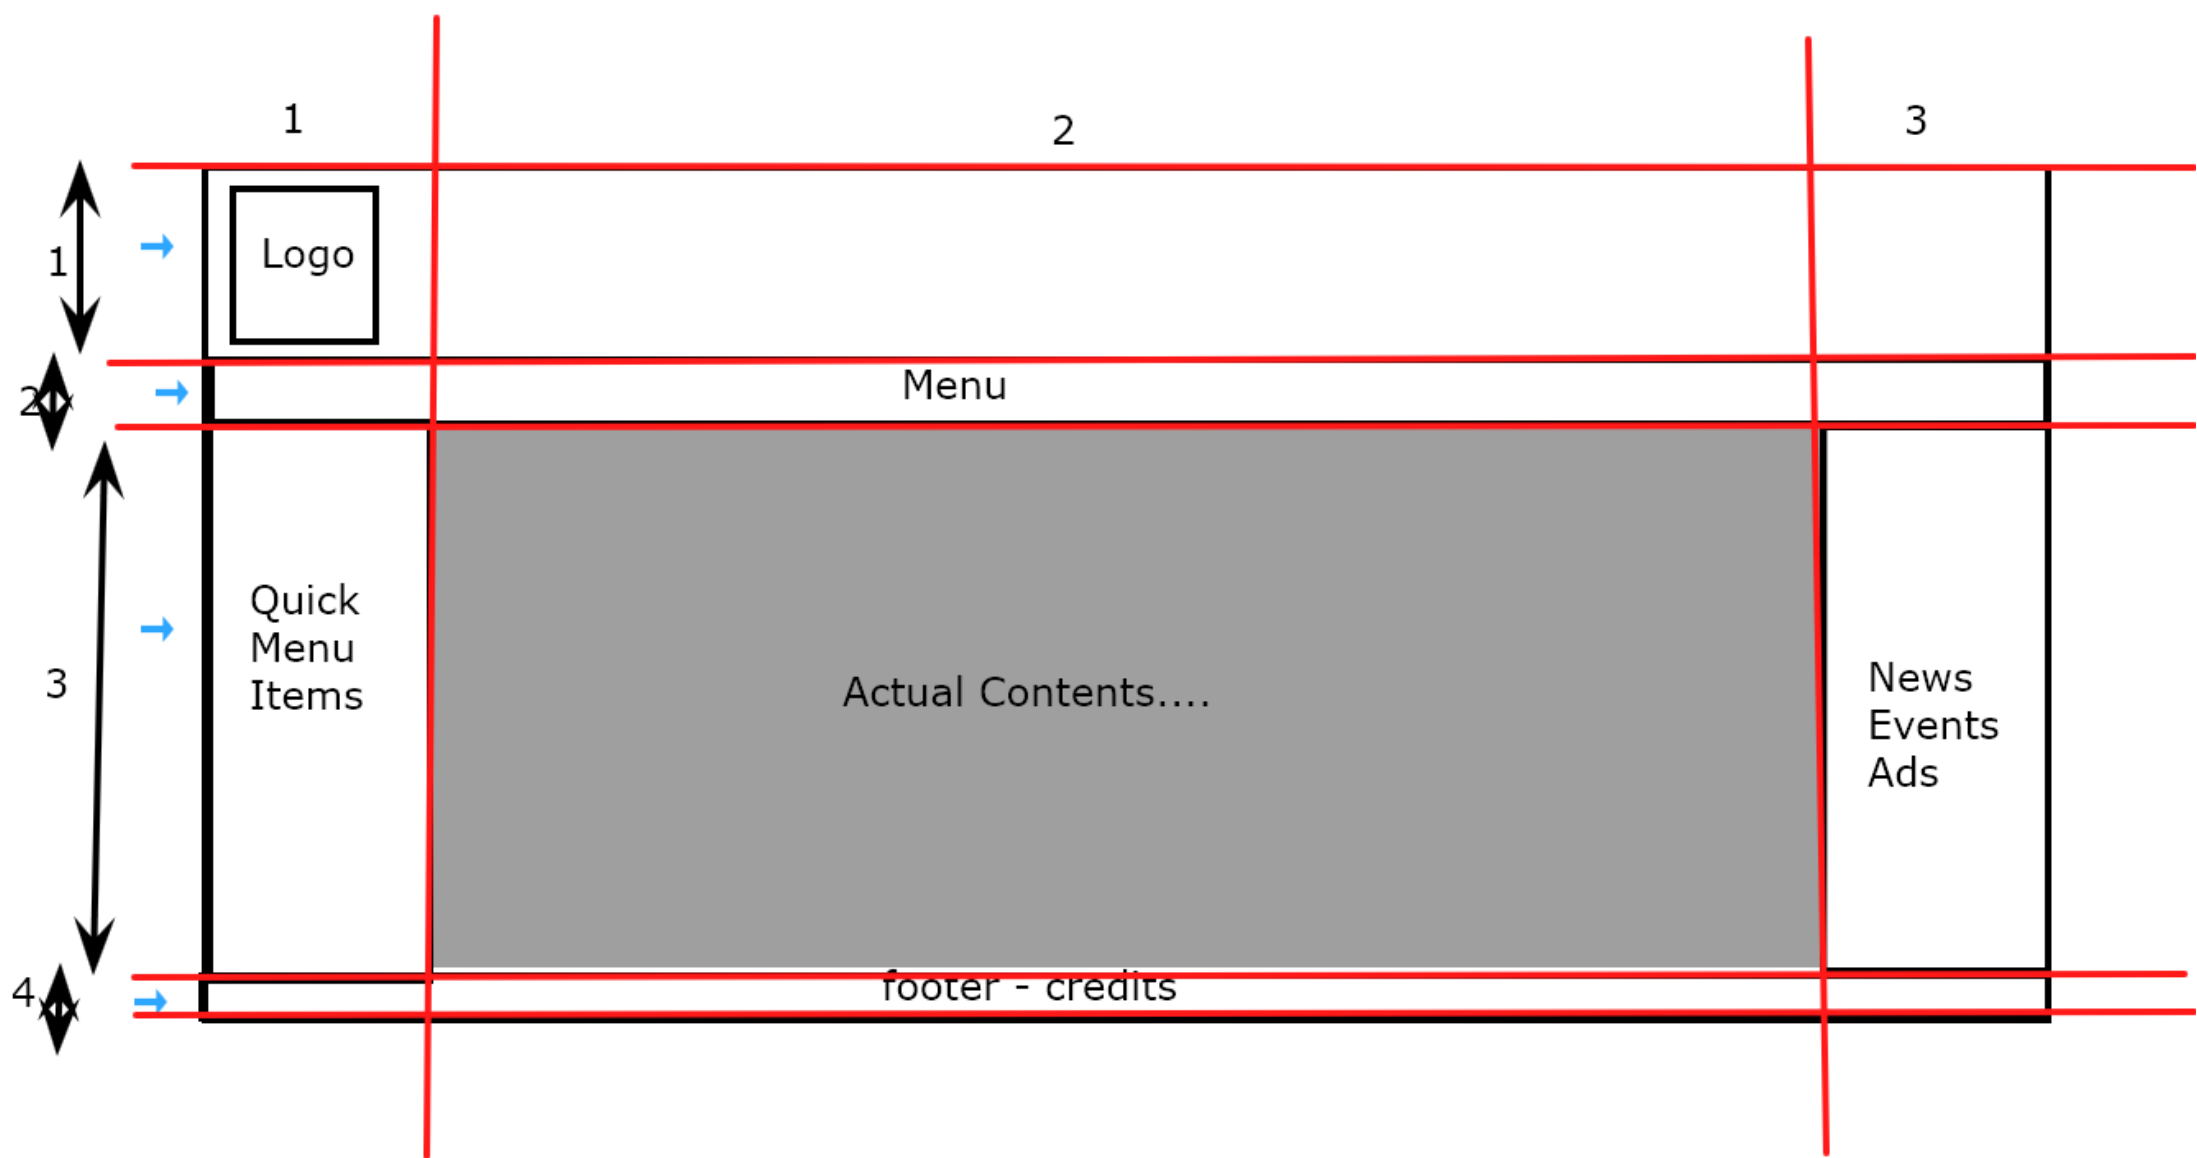 1
2
3
1
Logo
2
Menu
3
Quick
Menu
Items
Actual Contents....
News
Events
Ads
4
footer - credits